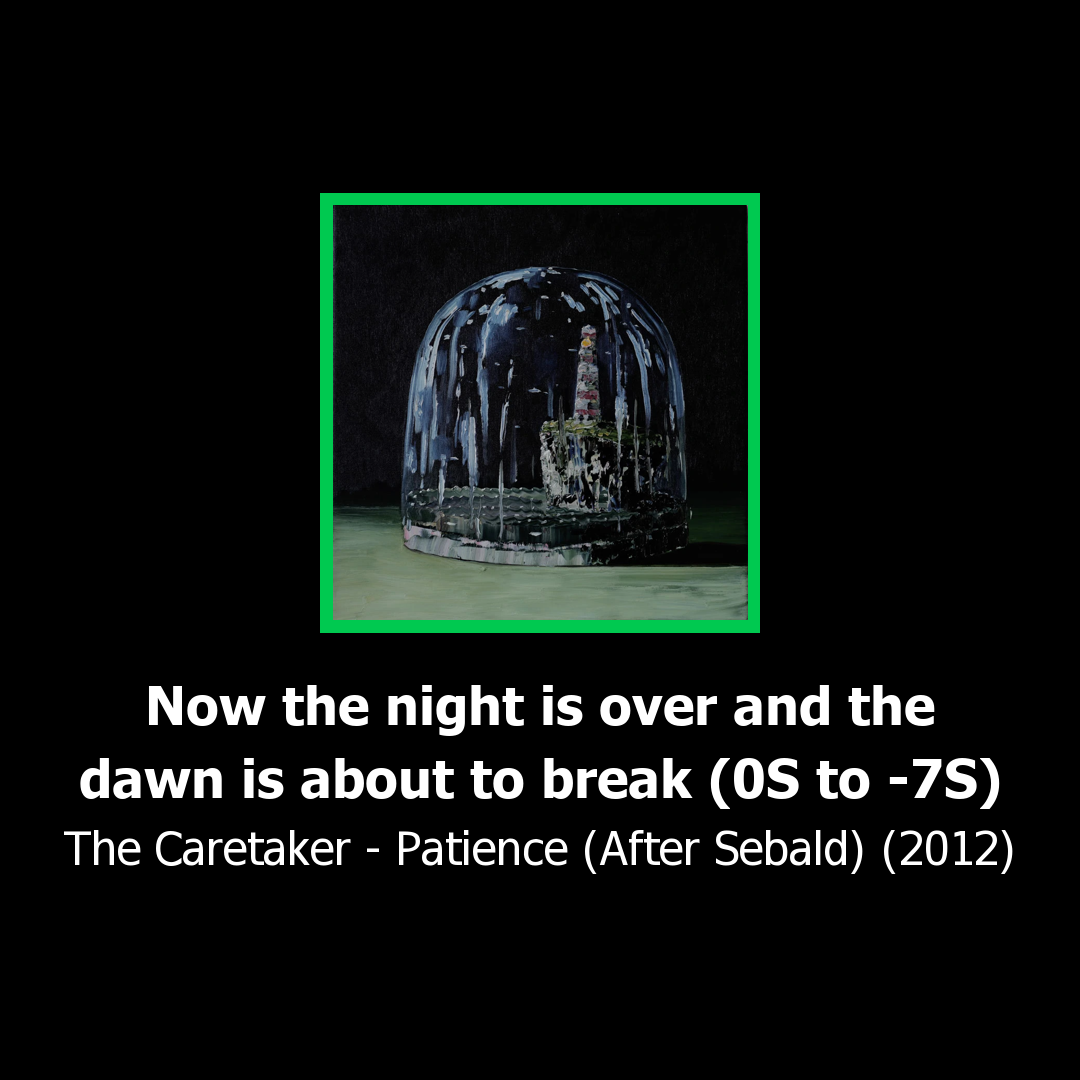 Now the night is over and the
dawn is about to break (0S to -7S)
The Caretaker - Patience (After Sebald) (2012)